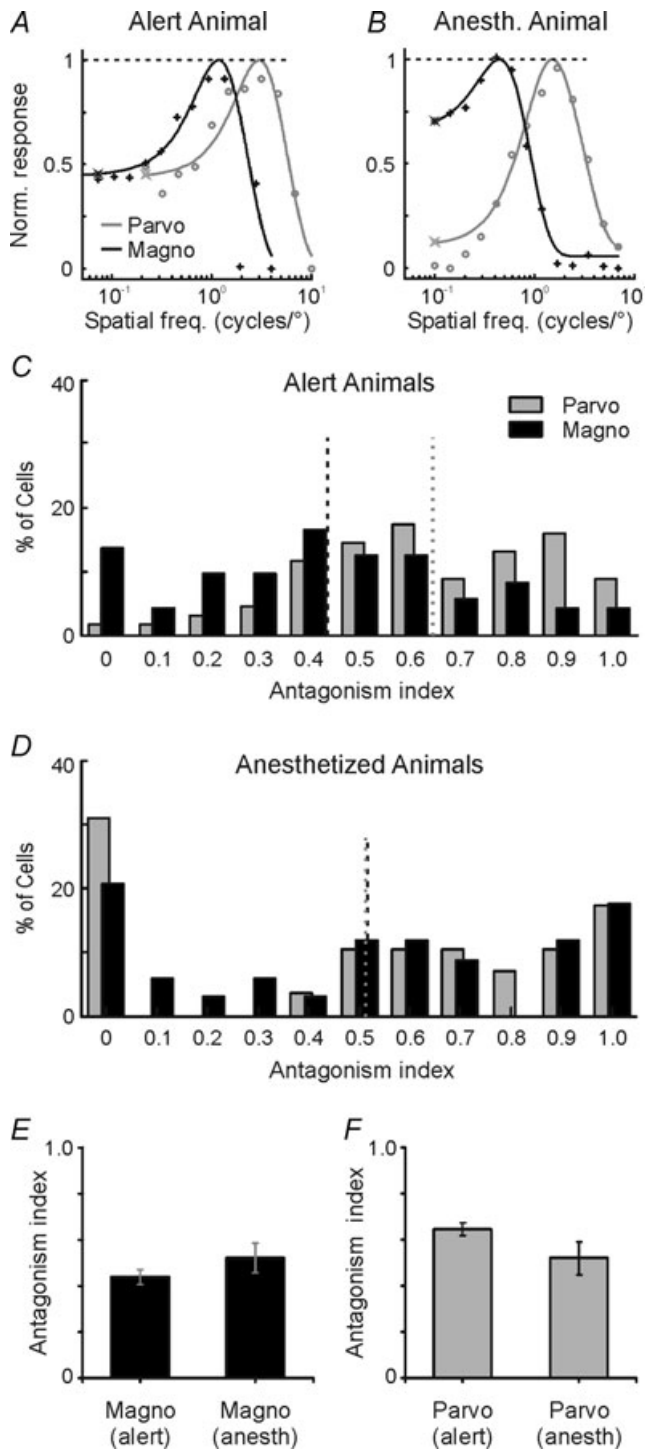 A Alert Animal
B Anesth. Animal
Norm. response
1
0.5
0
Parvo
Magno
10⁻¹ 10⁰ 10¹
Spatial freq. (cycles/°)
1
0.5
0
10⁻¹ 10⁰
Spatial freq. (cycles/°)
C Alert Animals
Parvo
Magno
% of Cells
40
20
0
0 0.1 0.2 0.3 0.4 0.5 0.6 0.7 0.8 0.9 1.0
Antagonism index
D Anesthetized Animals
% of Cells
40
20
0
0 0.1 0.2 0.3 0.4 0.5 0.6 0.7 0.8 0.9 1.0
Antagonism index
E
Antagonism index
1.0
0
Magno (alert)
Magno (anesth)
F
Antagonism index
1.0
0
Parvo (alert)
Parvo (anesth)